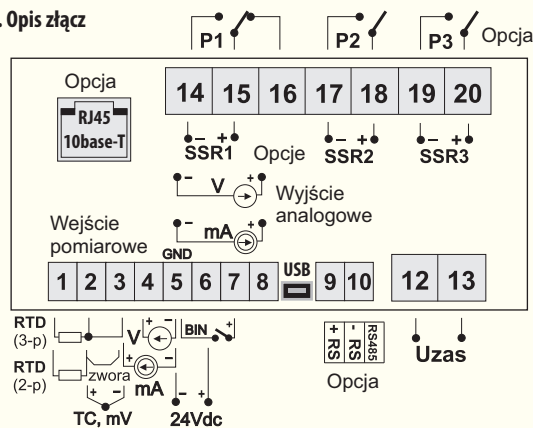 . Opis złącz
P1 P2 P3 Opcja
Opcja
RJ45
10base-T
14 15 16 17 18 19 20
- + - + - +
SSR1 Opcje SSR2 SSR3
- V +
Wyjście
analogowe
- mA +
Wejście
pomiarowe
GND
1 2 3 4 5 6 7 8 USB 9 10 12 13
RTD
(3-p)
V + - BIN +
RTD
(2-p)
zwora
+ -
mA
+ -
TC, mV
- +
24Vdc
+ RS
- RS
RS485
Opcja
Uzas